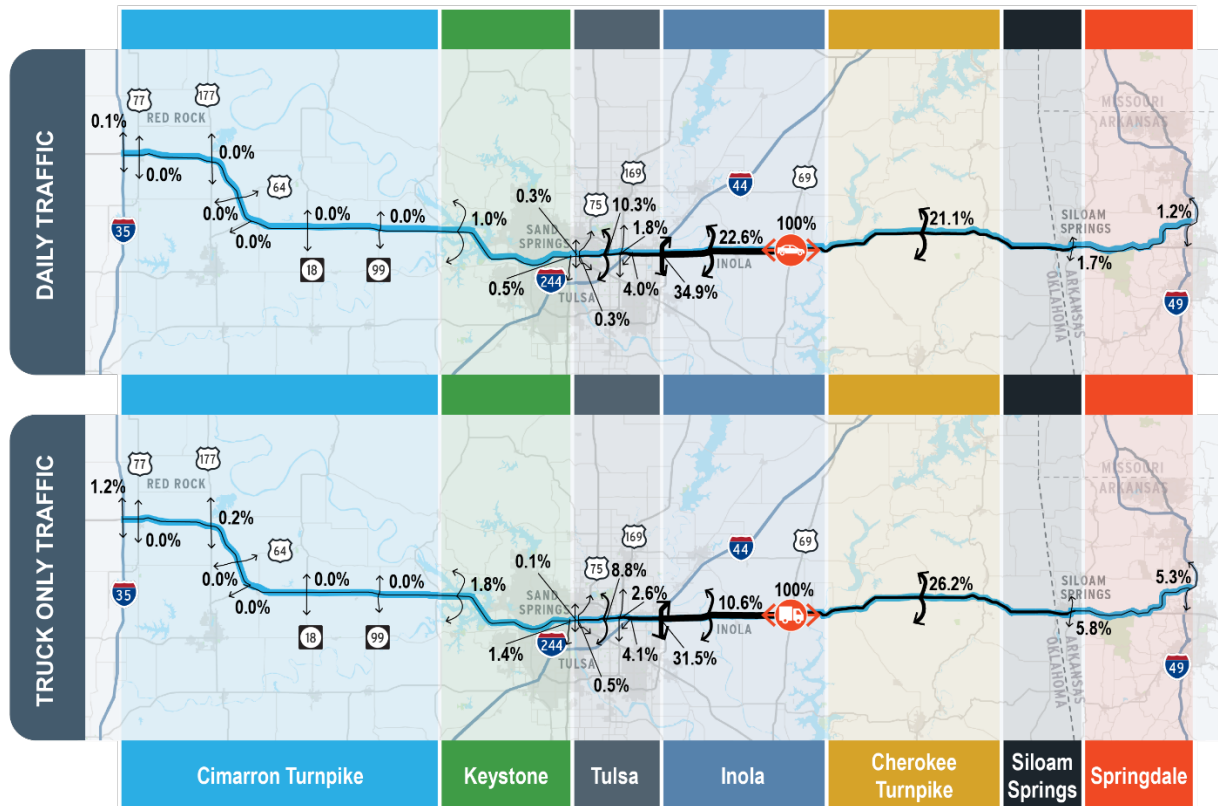 DAILY TRAFFIC
77
177
0.1%
RED ROCK
0.0%
0.0%
64
0.0%
0.0%
0.0%
0.0%
35
18
99
1.0%
0.3%
SAND
SPRINGS
0.5%
244
TULSA
75
169
10.3%
1.8%
0.3%
4.0%
34.9%
44
22.6%
INOLA
69
100%
21.1%
MISSOURI
ARKANSAS
SILOAM
SPRINGS
1.7%
OKLAHOMA
ARKANSAS
1.2%
49
TRUCK ONLY TRAFFIC
77
177
1.2%
RED ROCK
0.0%
0.2%
64
0.0%
0.0%
0.0%
0.0%
35
18
99
1.8%
0.1%
SAND
SPRINGS
1.4%
244
TULSA
75
169
8.8%
2.6%
0.5%
4.1%
31.5%
44
10.6%
INOLA
69
100%
26.2%
MISSOURI
ARKANSAS
SILOAM
SPRINGS
5.8%
OKLAHOMA
ARKANSAS
5.3%
49
Cimarron Turnpike
Keystone
Tulsa
Inola
Cherokee
Turnpike
Siloam
Springs
Springdale